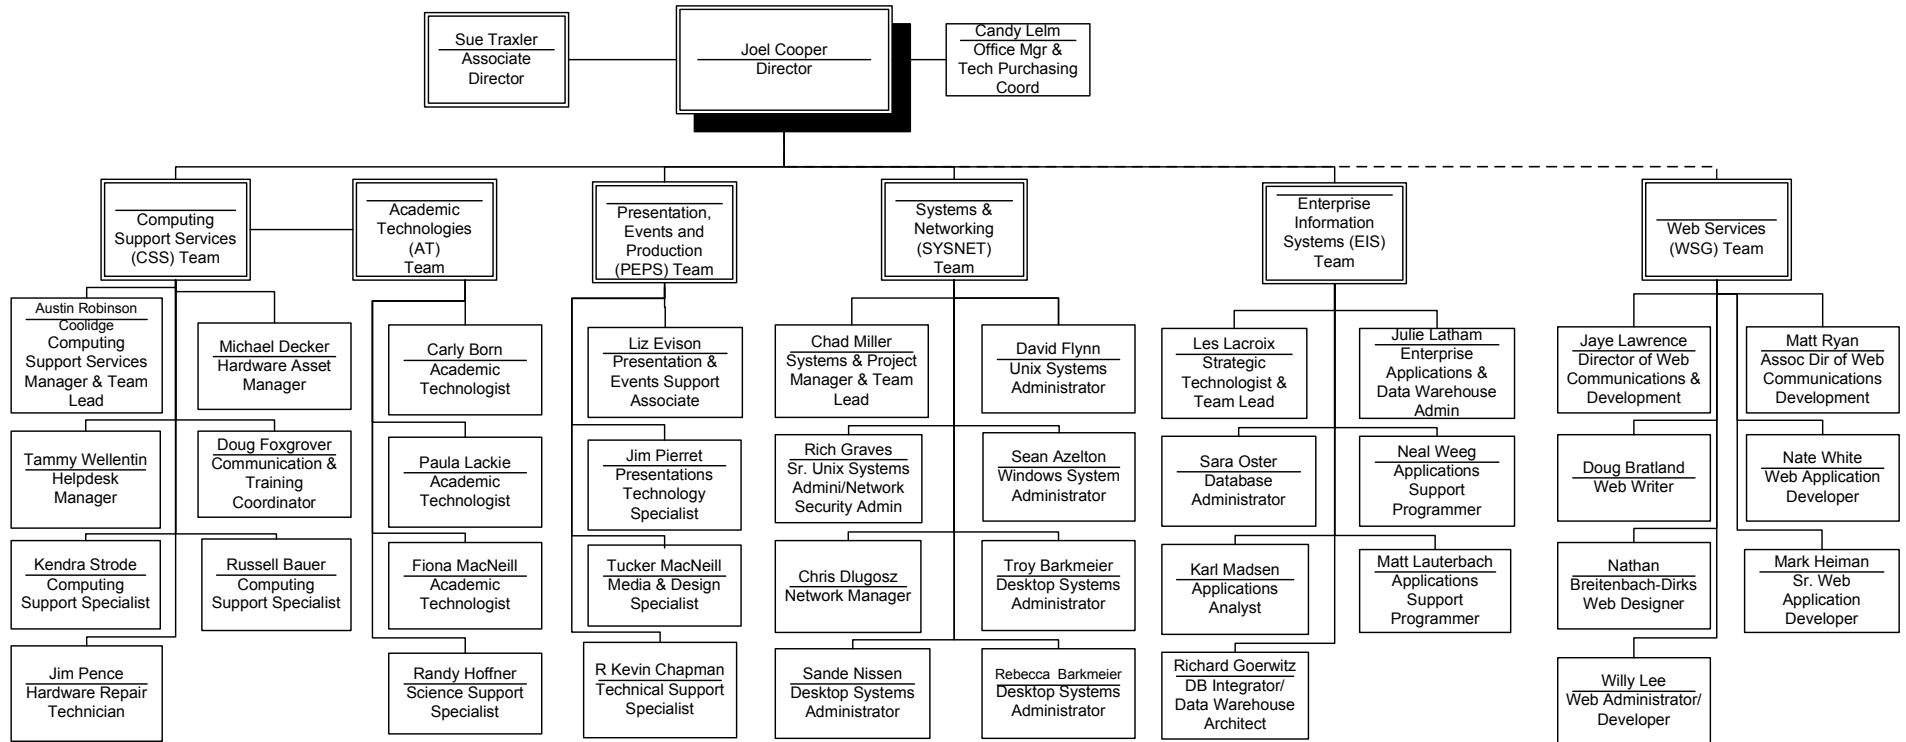 Sue Traxler
Associate
Director
Joel Cooper
Director
Candy Lelm
Office Mgr &
Tech Purchasing
Coord
Computing
Support Services
(CSS) Team
Academic
Technologies
(AT)
Team
Presentation,
Events and
Production
(PEPS) Team
Systems &
Networking
(SYSNET)
Team
Enterprise
Information
Systems (EIS)
Team
Web Services
(WSG) Team
Austin Robinson
Coolidge
Computing
Support Services
Manager & Team
Lead
Michael Decker
Hardware Asset
Manager
Tammy Wellentin
Helpdesk
Manager
Doug Foxgrover
Communication &
Training
Coordinator
Kendra Strode
Computing
Support Specialist
Russell Bauer
Computing
Support Specialist
Jim Pence
Hardware Repair
Technician
Carly Born
Academic
Technologist
Paula Lackie
Academic
Technologist
Fiona MacNeill
Academic
Technologist
Randy Hoffner
Science Support
Specialist
Liz Evison
Presentation &
Events Support
Associate
Jim Pierret
Presentations
Technology
Specialist
Tucker MacNeill
Media & Design
Specialist
R Kevin Chapman
Technical Support
Specialist
Chad Miller
Systems & Project
Manager & Team
Lead
David Flynn
Unix Systems
Administrator
Rich Graves
Sr. Unix Systems
Admini/Network
Security Admin
Sean Azelton
Windows System
Administrator
Chris Dlugosz
Network Manager
Troy Barkmeier
Desktop Systems
Administrator
Sande Nissen
Desktop Systems
Administrator
Rebecca Barkmeier
Desktop Systems
Administrator
Les Lacroix
Strategic
Technologist &
Team Lead
Julie Latham
Enterprise
Applications &
Data Warehouse
Admin
Sara Oster
Database
Administrator
Neal Weeg
Applications
Support
Programmer
Karl Madsen
Applications
Analyst
Matt Lauterbach
Applications
Support
Programmer
Richard Goerwitz
DB Integrator/
Data Warehouse
Architect
Jaye Lawrence
Director of Web
Communications &
Development
Matt Ryan
Assoc Dir of Web
Communications
Development
Doug Bratland
Web Writer
Nate White
Web Application
Developer
Nathan
Breitenbach-Dirks
Web Designer
Mark Heiman
Sr. Web
Application
Developer
Willy Lee
Web Administrator/
Developer